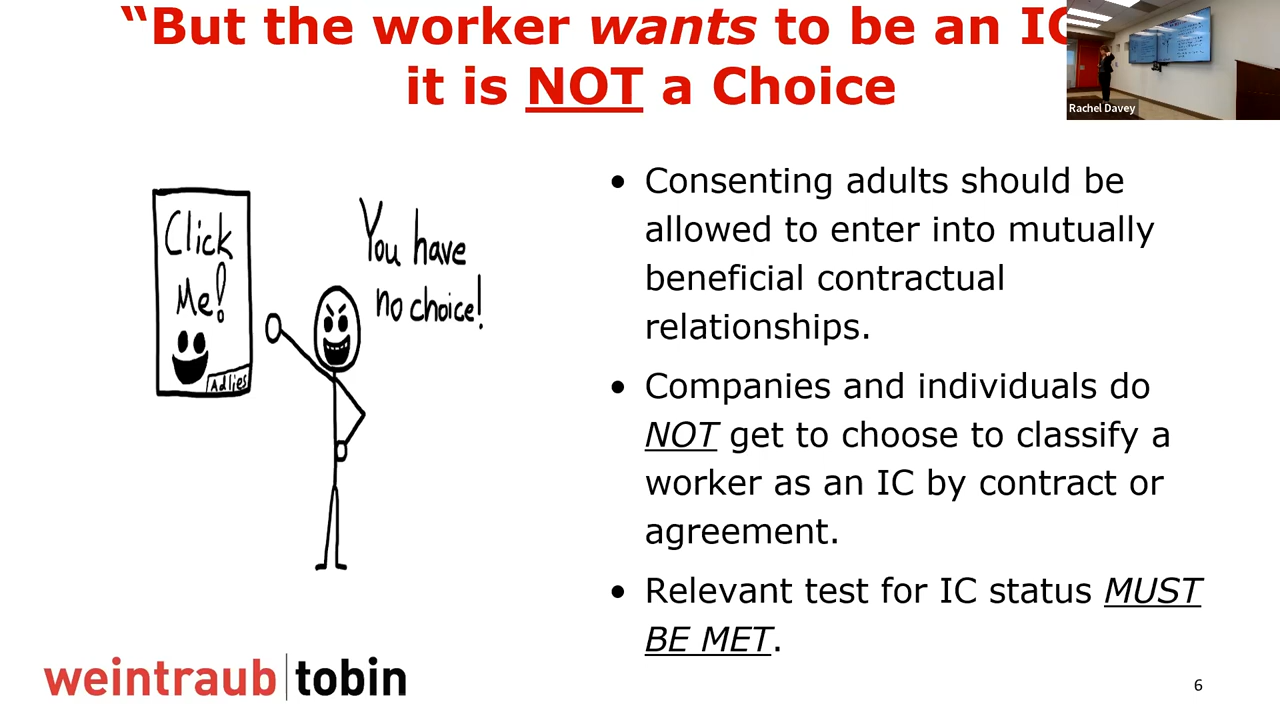 “But the worker wants to be an IC
it is NOT a Choice
Rachel Davey
Click
Me!
Adlies
You have
no choice!
• Consenting adults should be
allowed to enter into mutually
beneficial contractual
relationships.
• Companies and individuals do
NOT get to choose to classify a
worker as an IC by contract or
agreement.
• Relevant test for IC status MUST
BE MET.
weintraub tobin
6